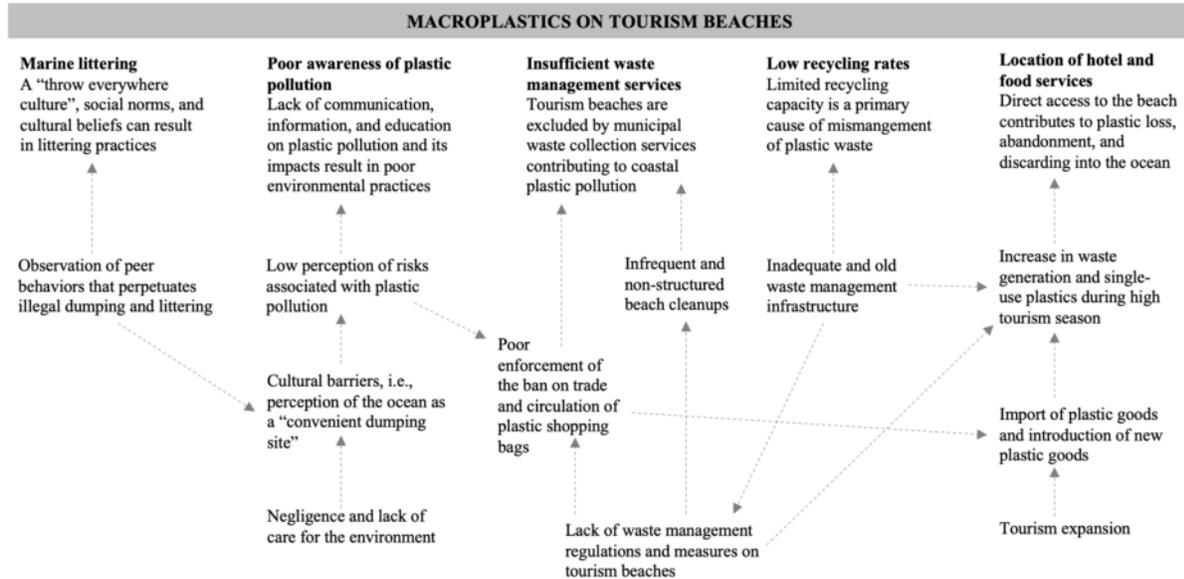 MACROPLASTICS ON TOURISM BEACHES
Marine littering
A “throw everywhere
culture”, social norms, and
cultural beliefs can result
in littering practices
Poor awareness of plastic
pollution
Lack of communication,
information, and education
on plastic pollution and its
impacts result in poor
environmental practices
Insufficient waste
management services
Tourism beaches are
excluded by municipal
waste collection services
contributing to coastal
plastic pollution
Low recycling rates
Limited recycling
capacity is a primary
cause of mismangement
of plastic waste
Location of hotel and
food services
Direct access to the beach
contributes to plastic loss,
abandonment, and
discarding into the ocean
Observation of peer
behaviors that perpetuates
illegal dumping and littering
Low perception of risks
associated with plastic
pollution
Infrequent and
non-structured
beach cleanups
Inadequate and old
waste management
infrastructure
Increase in waste
generation and single-
use plastics during high
tourism season
Poor
enforcement of
the ban on trade
and circulation of
plastic shopping
bags
Cultural barriers, i.e.,
perception of the ocean as
a “convenient dumping
site”
Import of plastic goods
and introduction of new
plastic goods
Negligence and lack of
care for the environment
Lack of waste management
regulations and measures on
tourism beaches
Tourism expansion